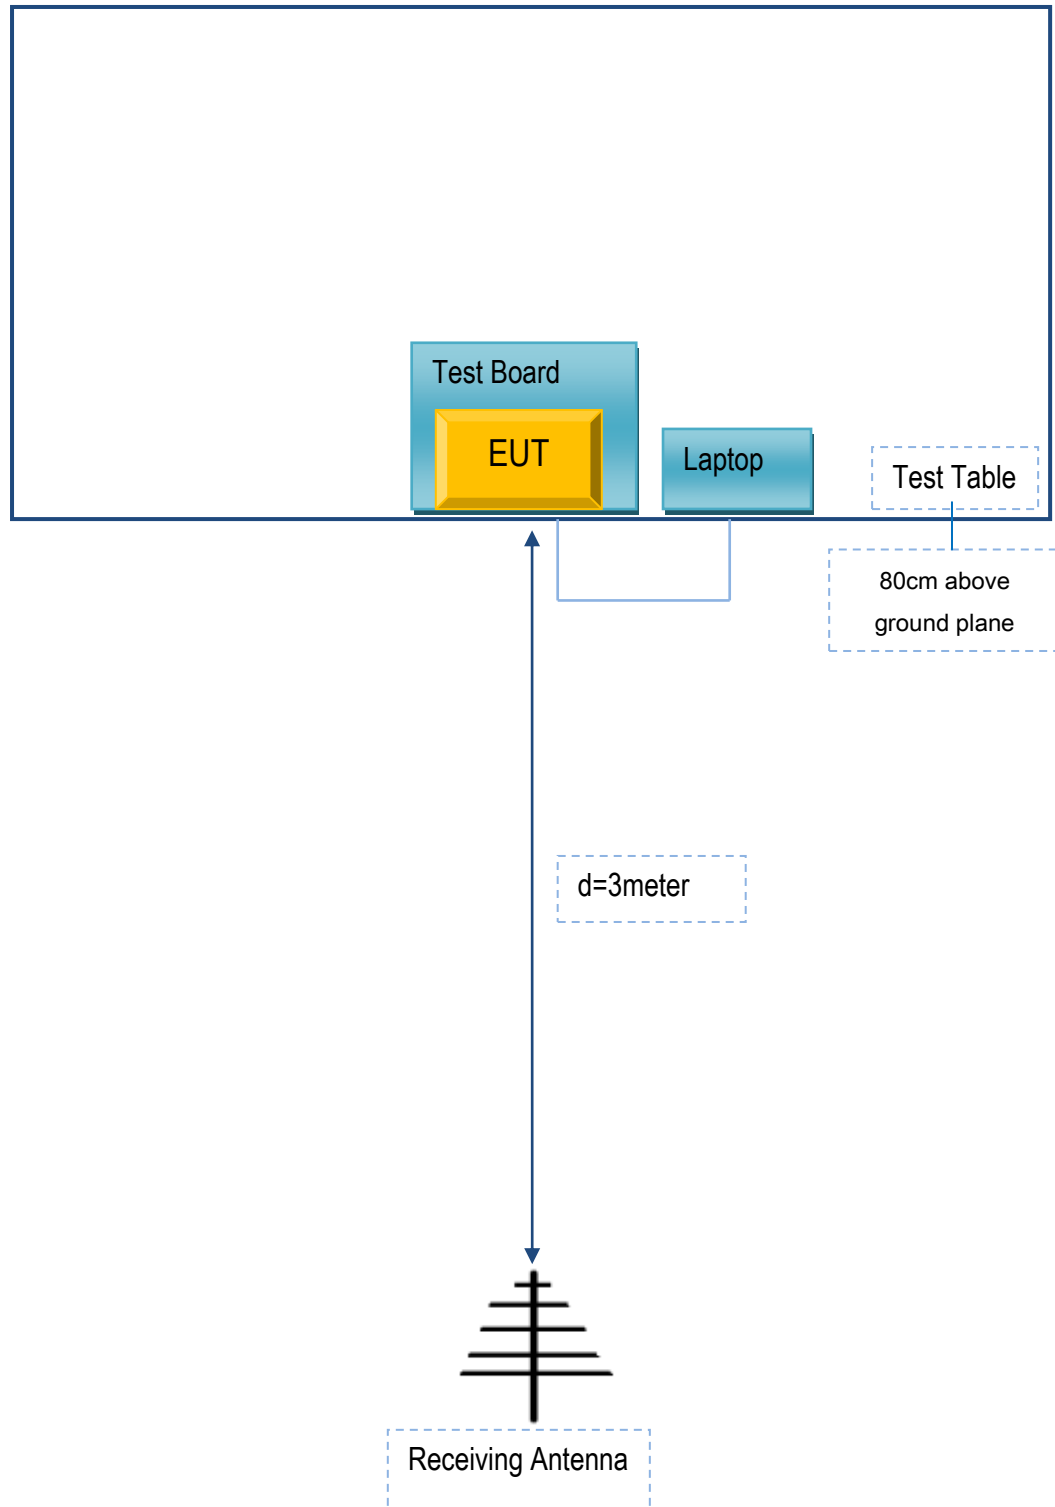 Test Board
EUT
Laptop
Test Table
80cm above
ground plane
d=3meter
Receiving Antenna